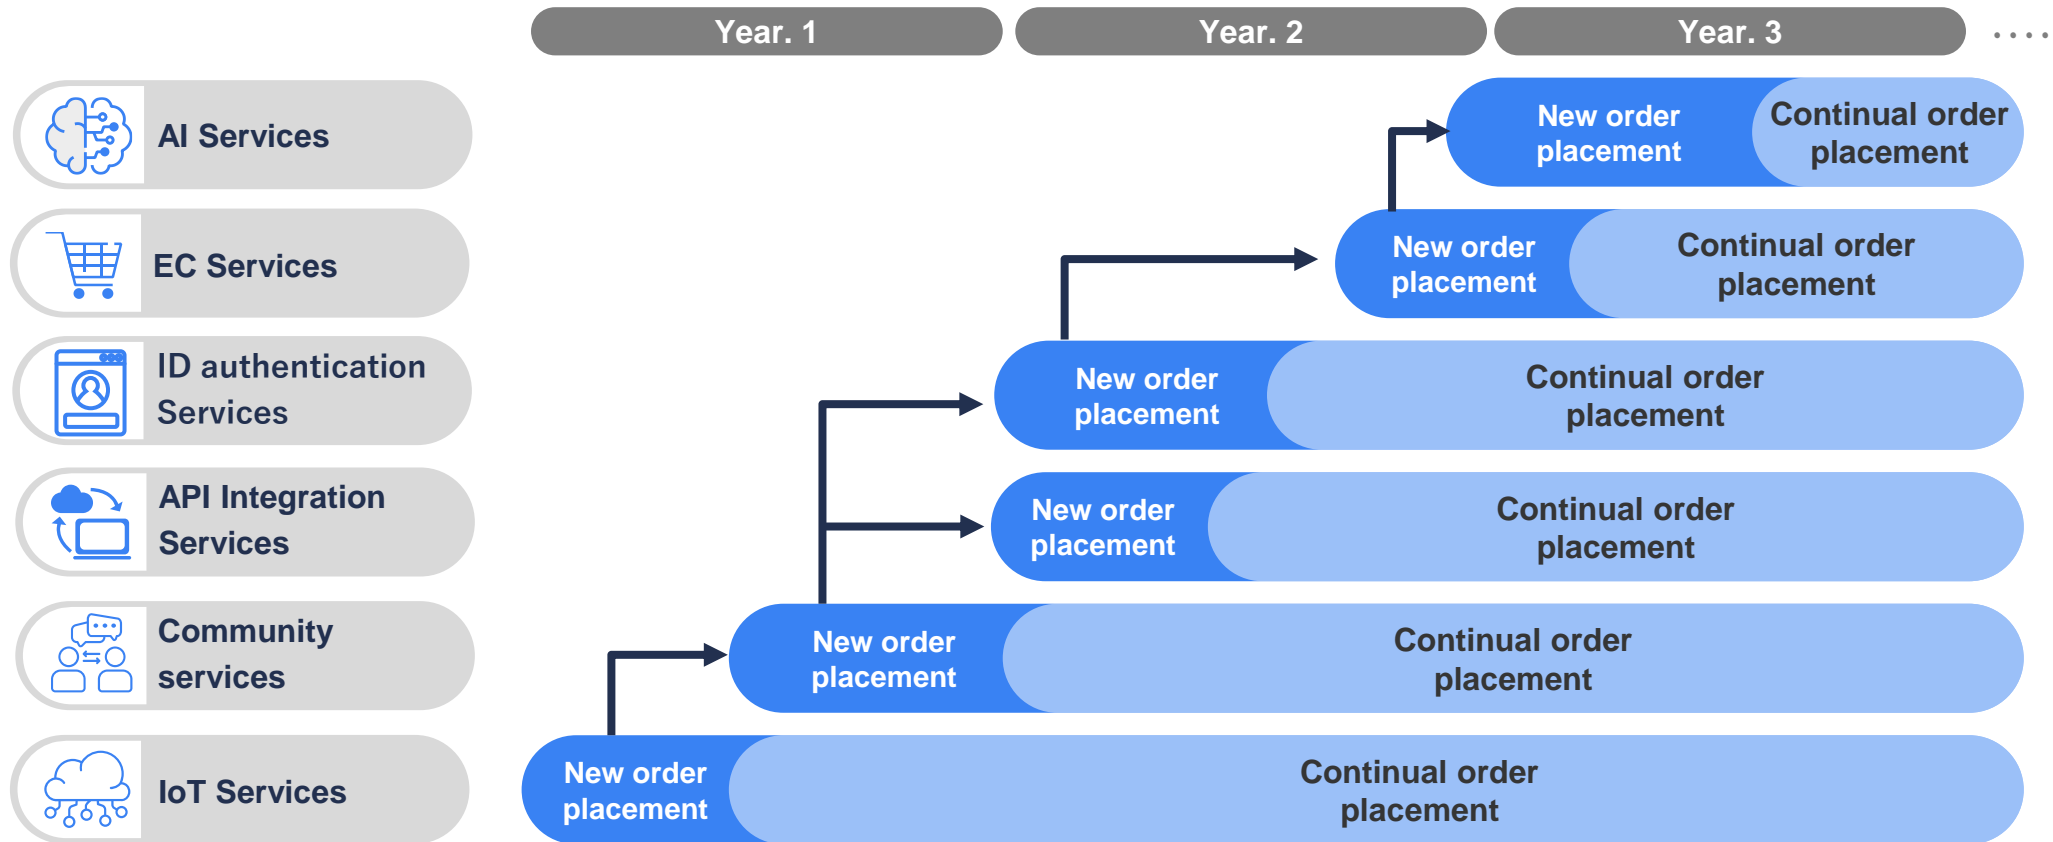 Year. 1
Year. 2
Year. 3
....
AI Services
New order
placement
Continual order
placement
EC Services
New order
placement
Continual order
placement
ID authentication
Services
New order
placement
Continual order
placement
API Integration
Services
New order
placement
Continual order
placement
Community
services
New order
placement
Continual order
placement
IoT Services
New order
placement
Continual order
placement